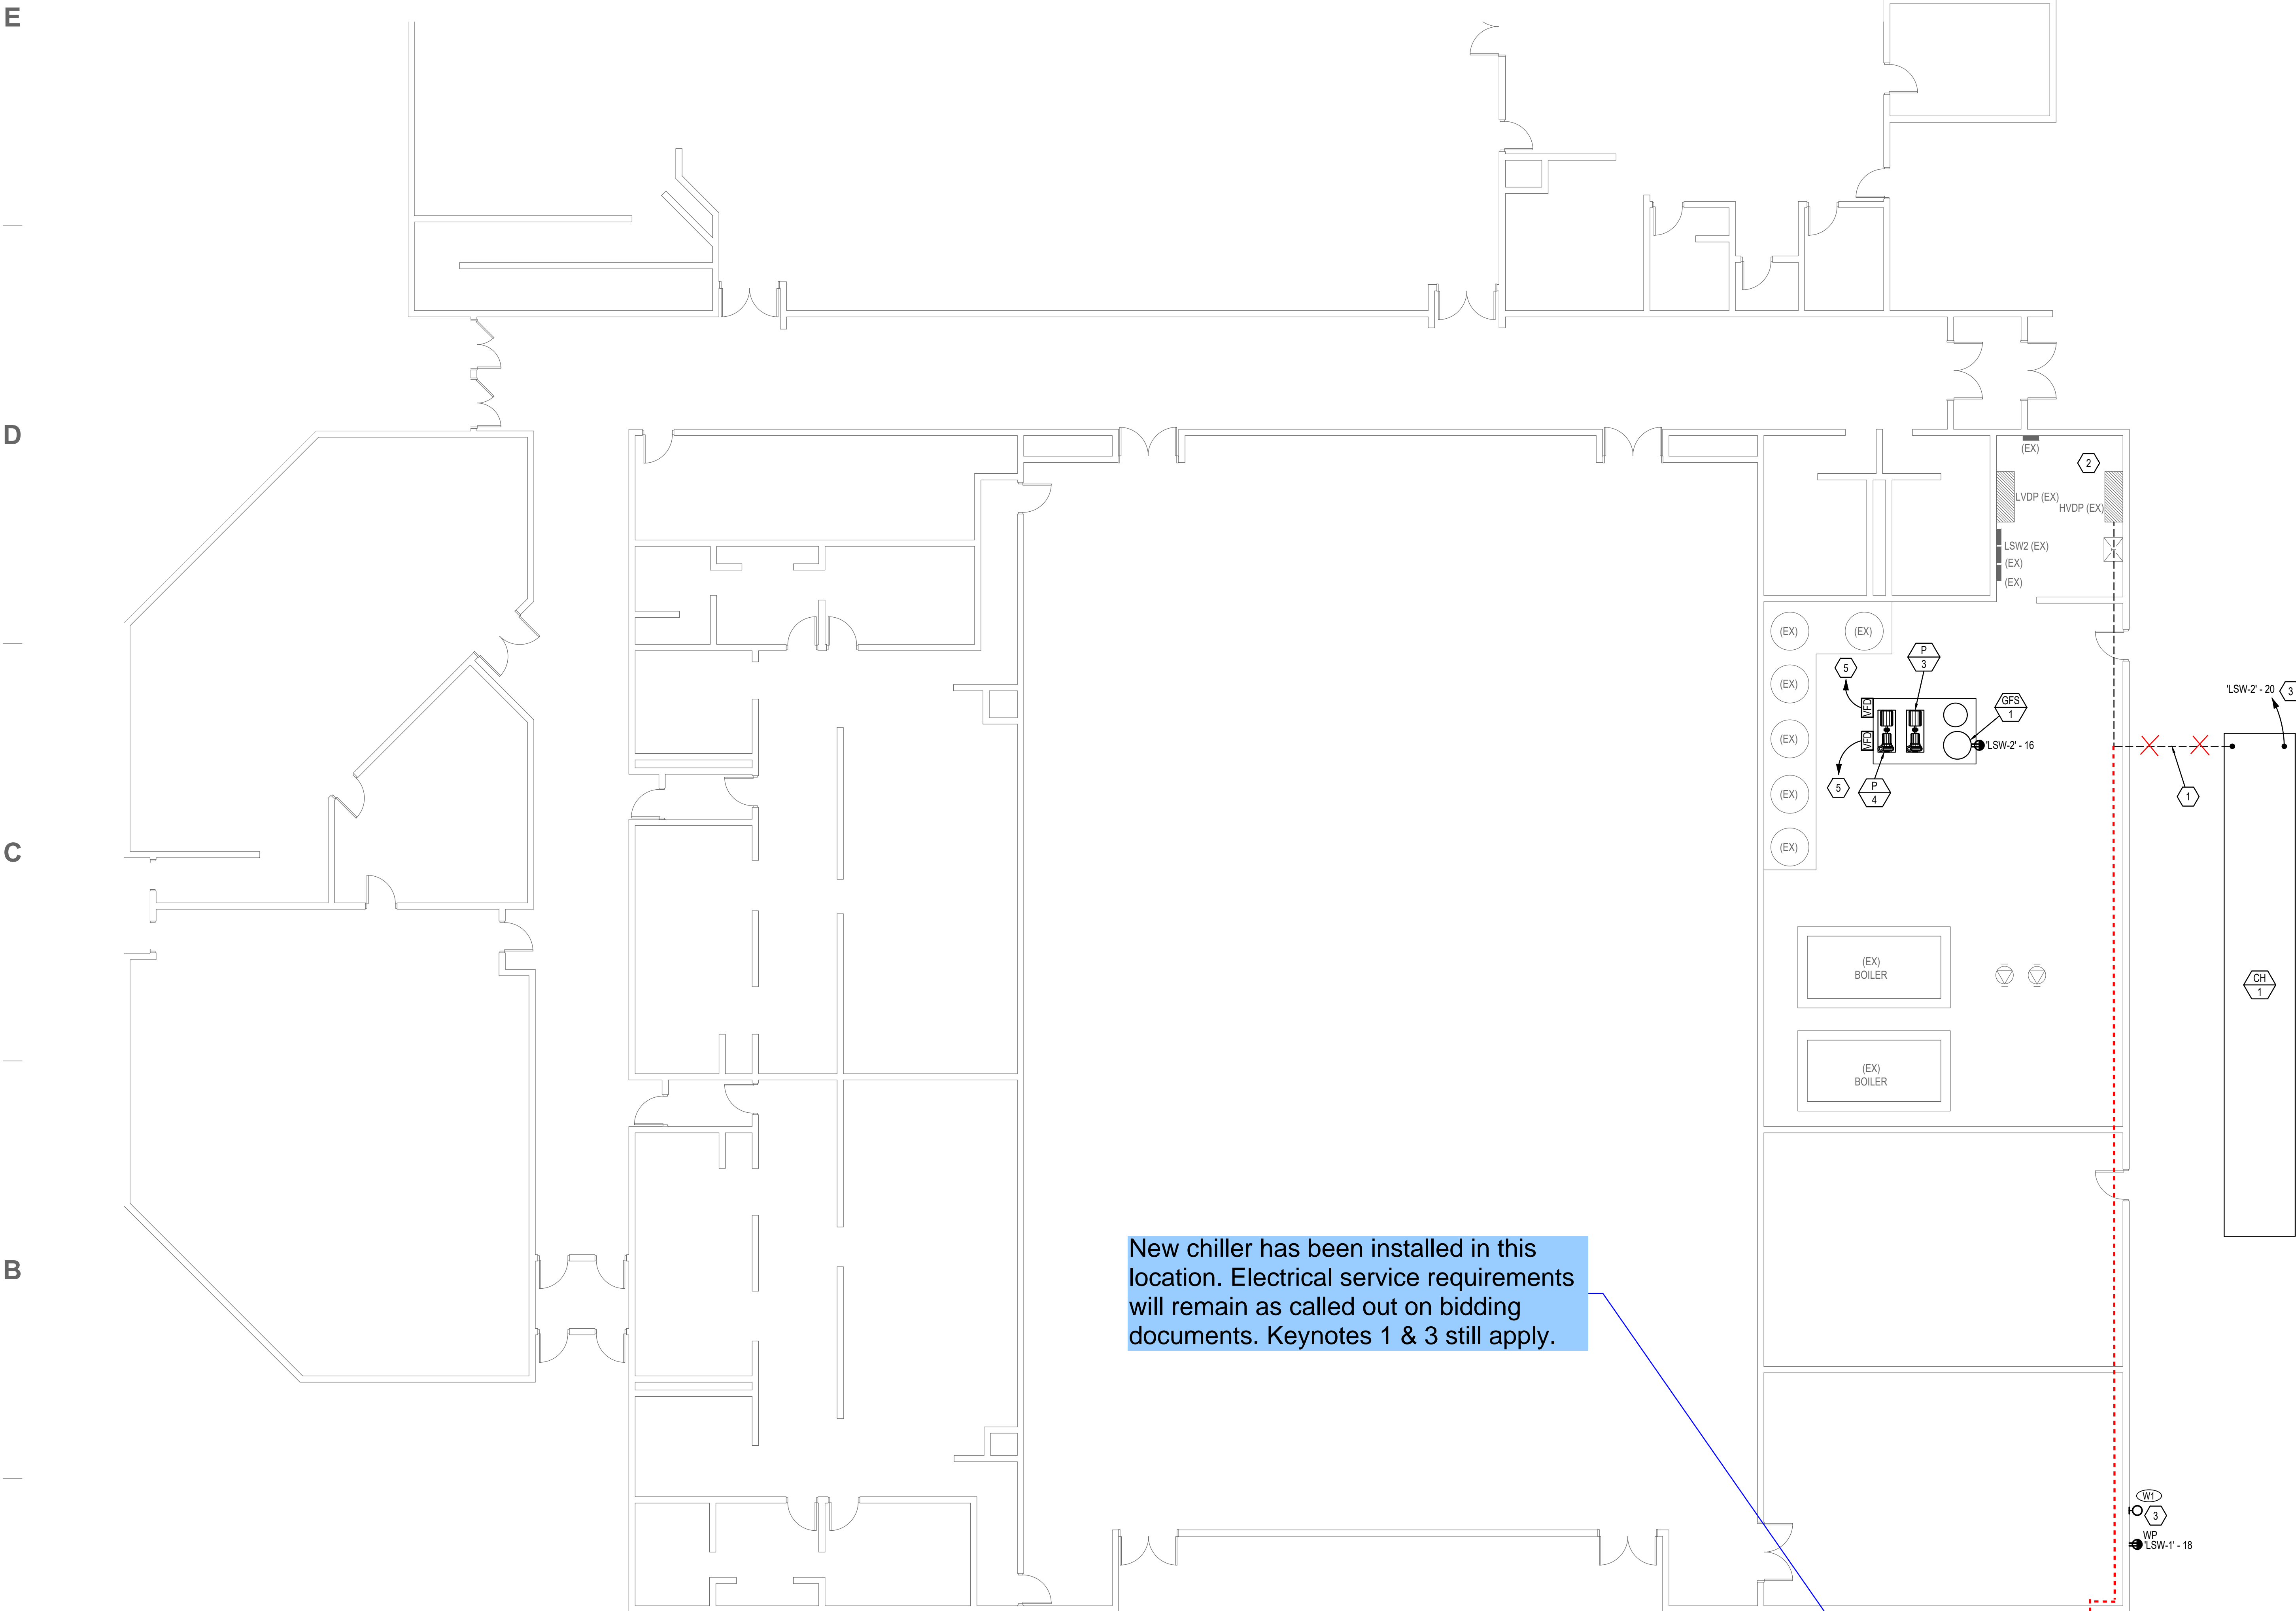 E
D
(EX)
2
LVDP (EX)
HVDP (EX)
LSW2 (EX)
(EX)
(EX)
(EX)
(EX)
P
3
5
(EX)
'LSW-2' - 20
3
VFD
GFS
1
(EX)
VFD
'LSW-2' - 16
5
P
4
(EX)
1
C
(EX)
(EX)
BOILER
CH
1
(EX)
BOILER
B
New chiller has been installed in this
location. Electrical service requirements
will remain as called out on bidding
documents. Keynotes 1 & 3 still apply.
W1
3
WP
'LSW-1' - 18